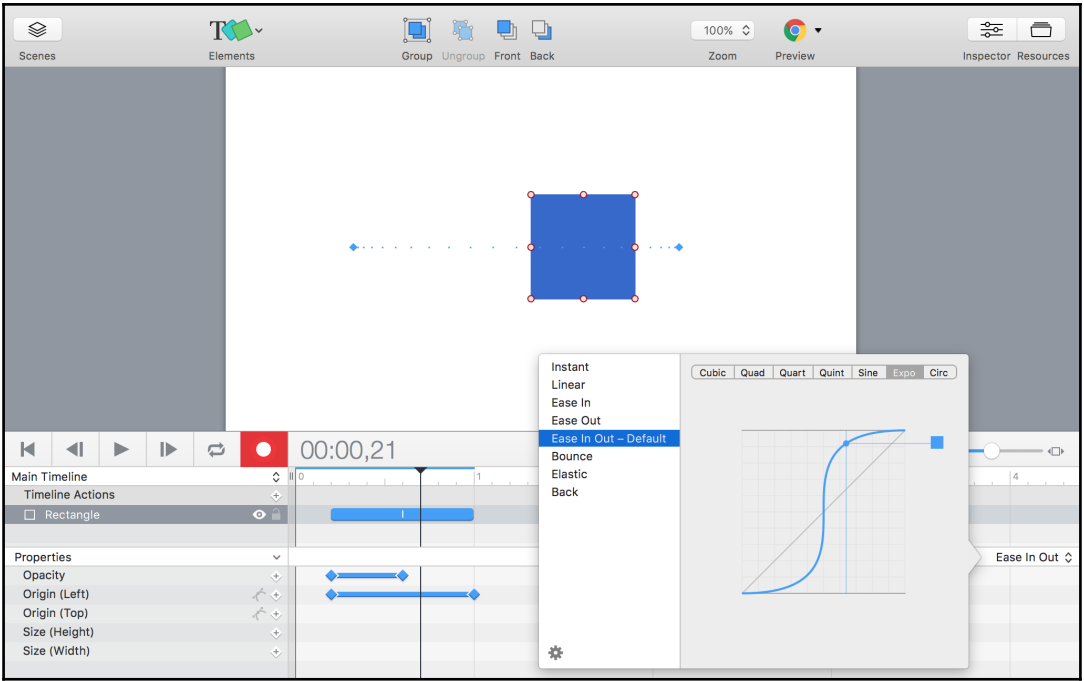 T
100%
Scenes
Elements
Group Ungroup Front Back
Zoom
Preview
Inspector Resources
Instant
Linear
Ease In
Ease Out
Ease In Out – Default
Bounce
Elastic
Back
Cubic Quad Quart Quint Sine Expo Circ
00:00,21
Main Timeline
0 1 4
Timeline Actions
Rectangle
Properties
Ease In Out
Opacity
Origin (Left)
Origin (Top)
Size (Height)
Size (Width)